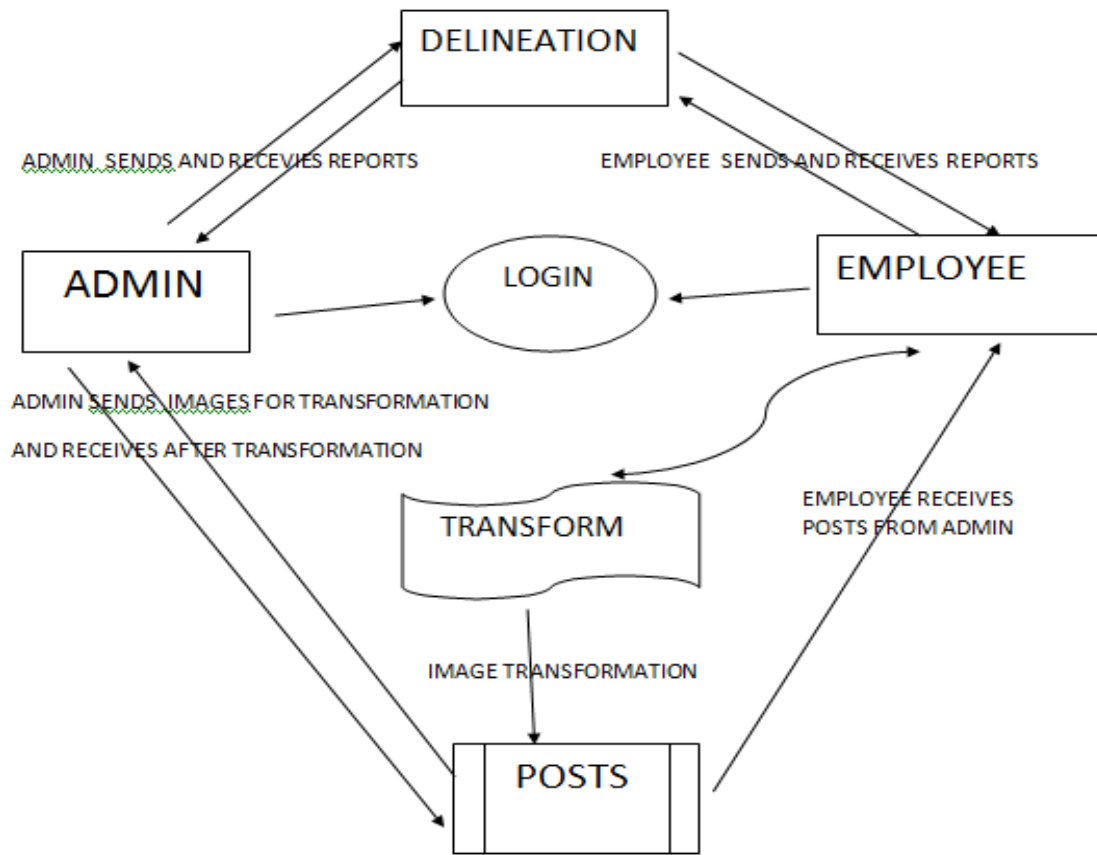 DELINEATION
ADMIN SENDS AND RECEVIES REPORTS
EMPLOYEE SENDS AND RECEIVES REPORTS
ADMIN
LOGIN
EMPLOYEE
ADMIN SENDS IMAGES FOR TRANSFORMATION
AND RECEIVES AFTER TRANSFORMATION
TRANSFORM
EMPLOYEE RECEIVES
POSTS FROM ADMIN
IMAGE TRANSFORMATION
POSTS